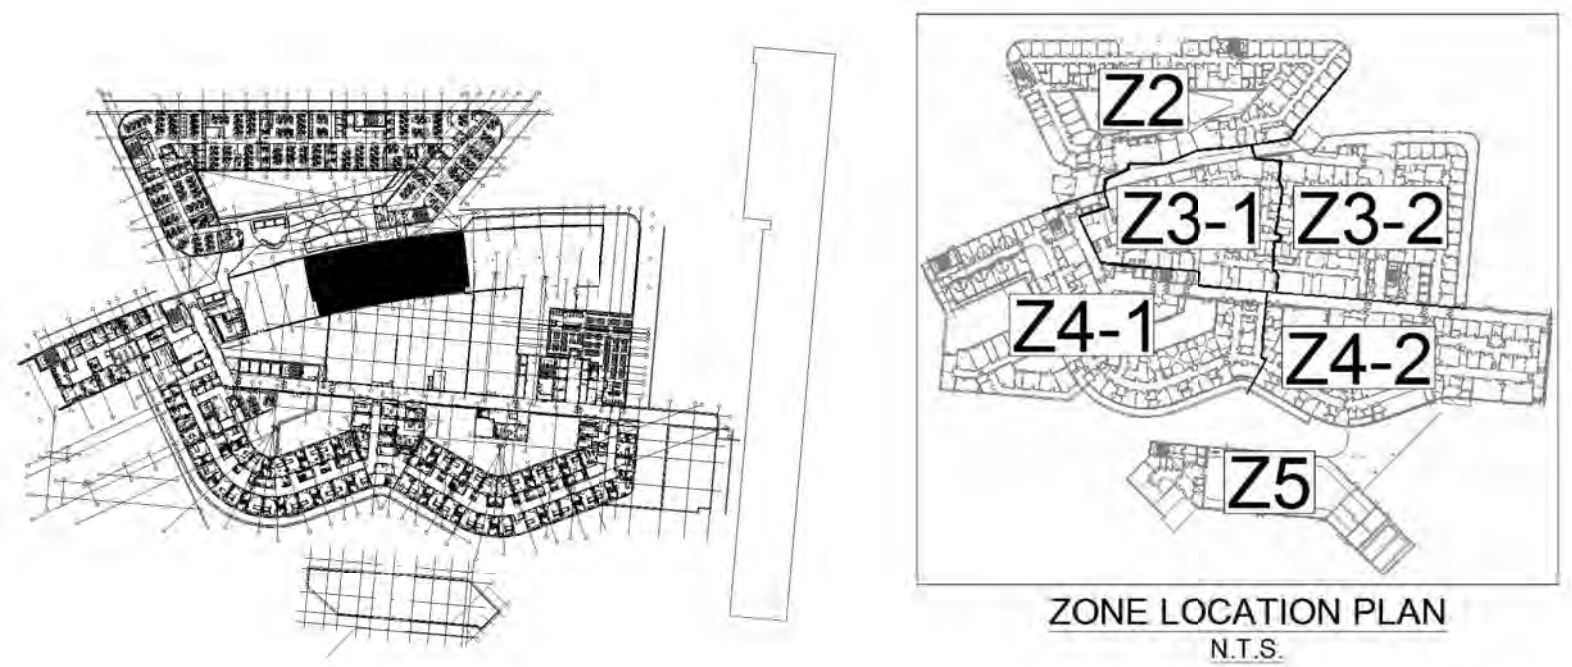 Z2
Z3-1
Z3-2
Z4-1
Z4-2
Z5
ZONE LOCATION PLAN
N.T.S.